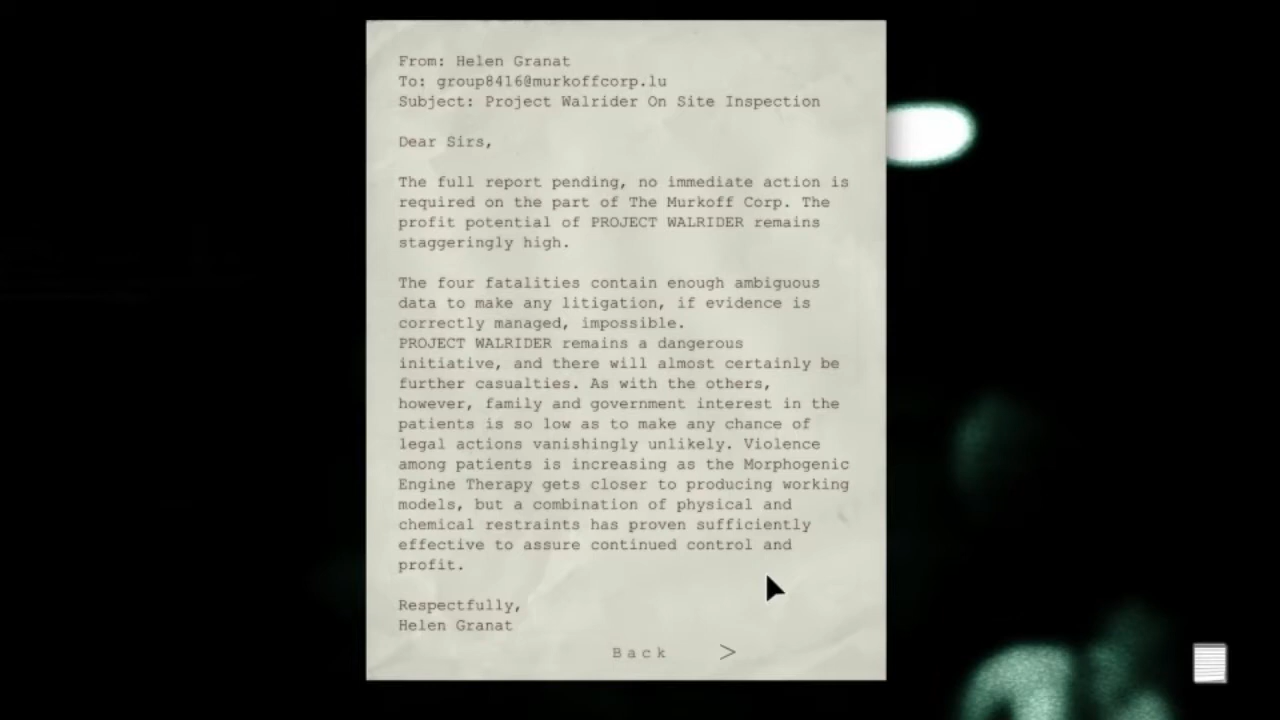 From: Helen Granat
To: group8416@murkoffcorp.lu
Subject: Project Walrider On Site Inspection
Dear Sirs,
The full report pending, no immediate action is
required on the part of The Murkoff Corp. The
profit potential of PROJECT WALRIDER remains
staggeringly high.
The four fatalities contain enough ambiguous
data to make any litigation, if evidence is
correctly managed, impossible.
PROJECT WALRIDER remains a dangerous
initiative, and there will almost certainly be
further casualties. As with the others,
however, family and government interest in the
patients is so low as to make any chance of
legal actions vanishingly unlikely. Violence
among patients is increasing as the Morphogenic
Engine Therapy gets closer to producing working
models, but a combination of physical and
chemical restraints has proven sufficiently
effective to assure continued control and
profit.
Respectfully,
Helen Granat
Back >